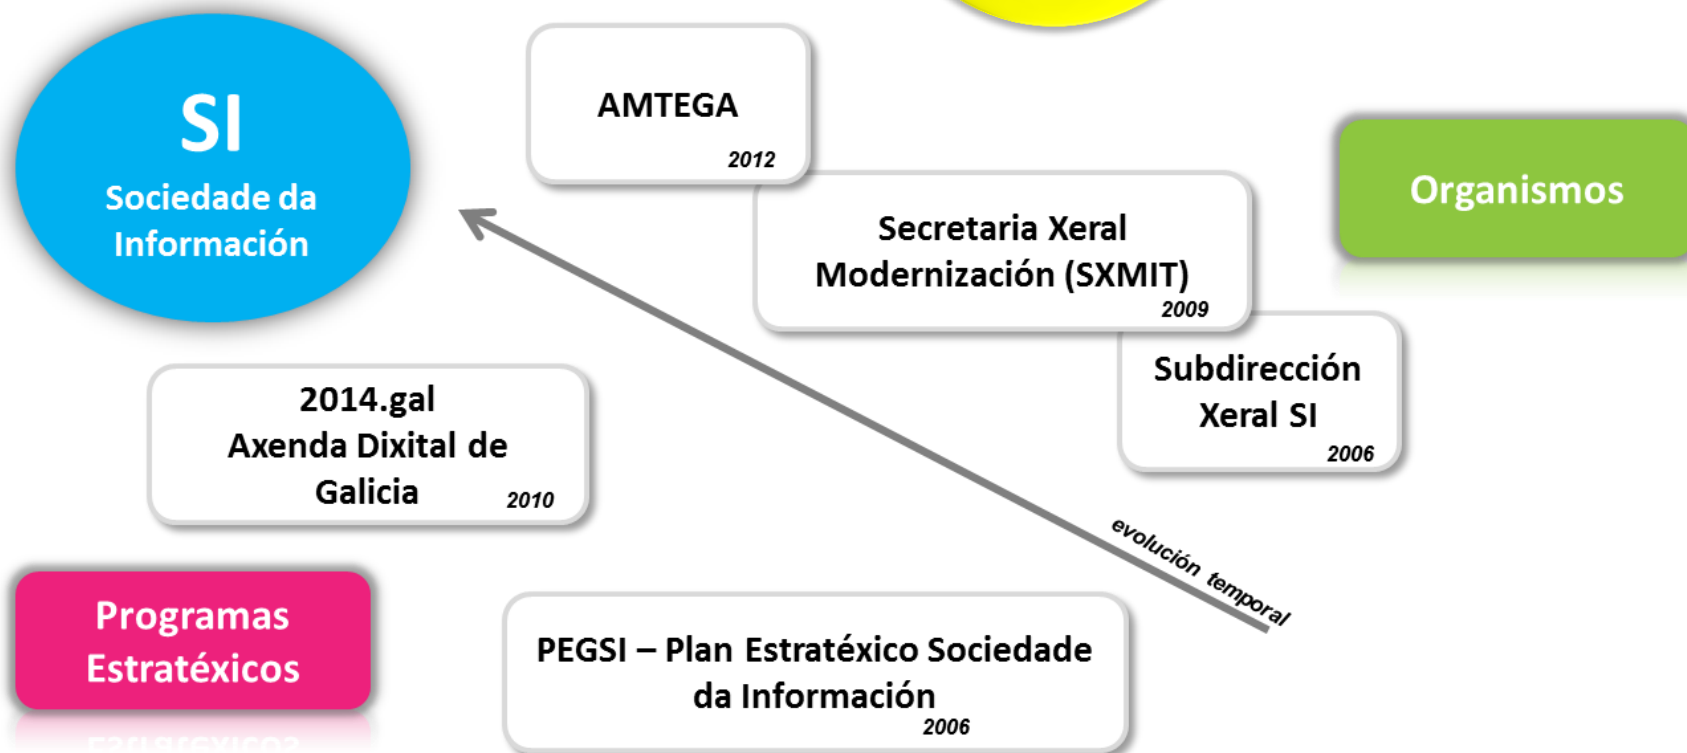 SI
Sociedade da
Información
AMTEGA
2012
Secretaria Xeral
Modernización (SXMIT)
2009
Organismos
Subdirección
Xeral SI
2006
2014.gal
Axenda Dixital de
Galicia 2010
evolución temporal
Programas
Estratéxicos
PEGSI – Plan Estratéxico Sociedade
da Información
2006